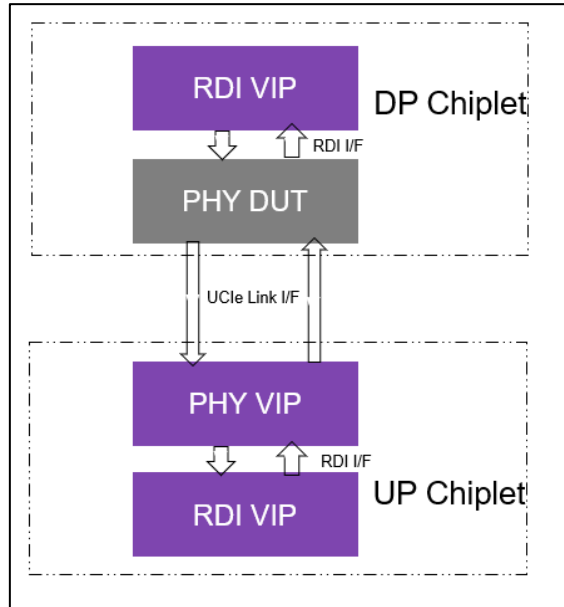 RDI VIP
DP Chiplet
RDI I/F
PHY DUT
UCIe Link I/F
PHY VIP
RDI I/F
UP Chiplet
RDI VIP